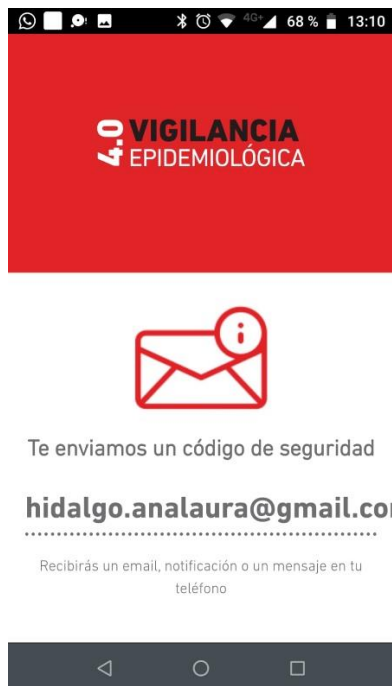 4G+ 68 % 13:10
4.0 VIGILANCIA
EPIDEMIOLÓGICA
i
Te enviamos un código de seguridad
hidalgo.analaura@gmail.co
Recibirás un email, notificación o un mensaje en tu
teléfono